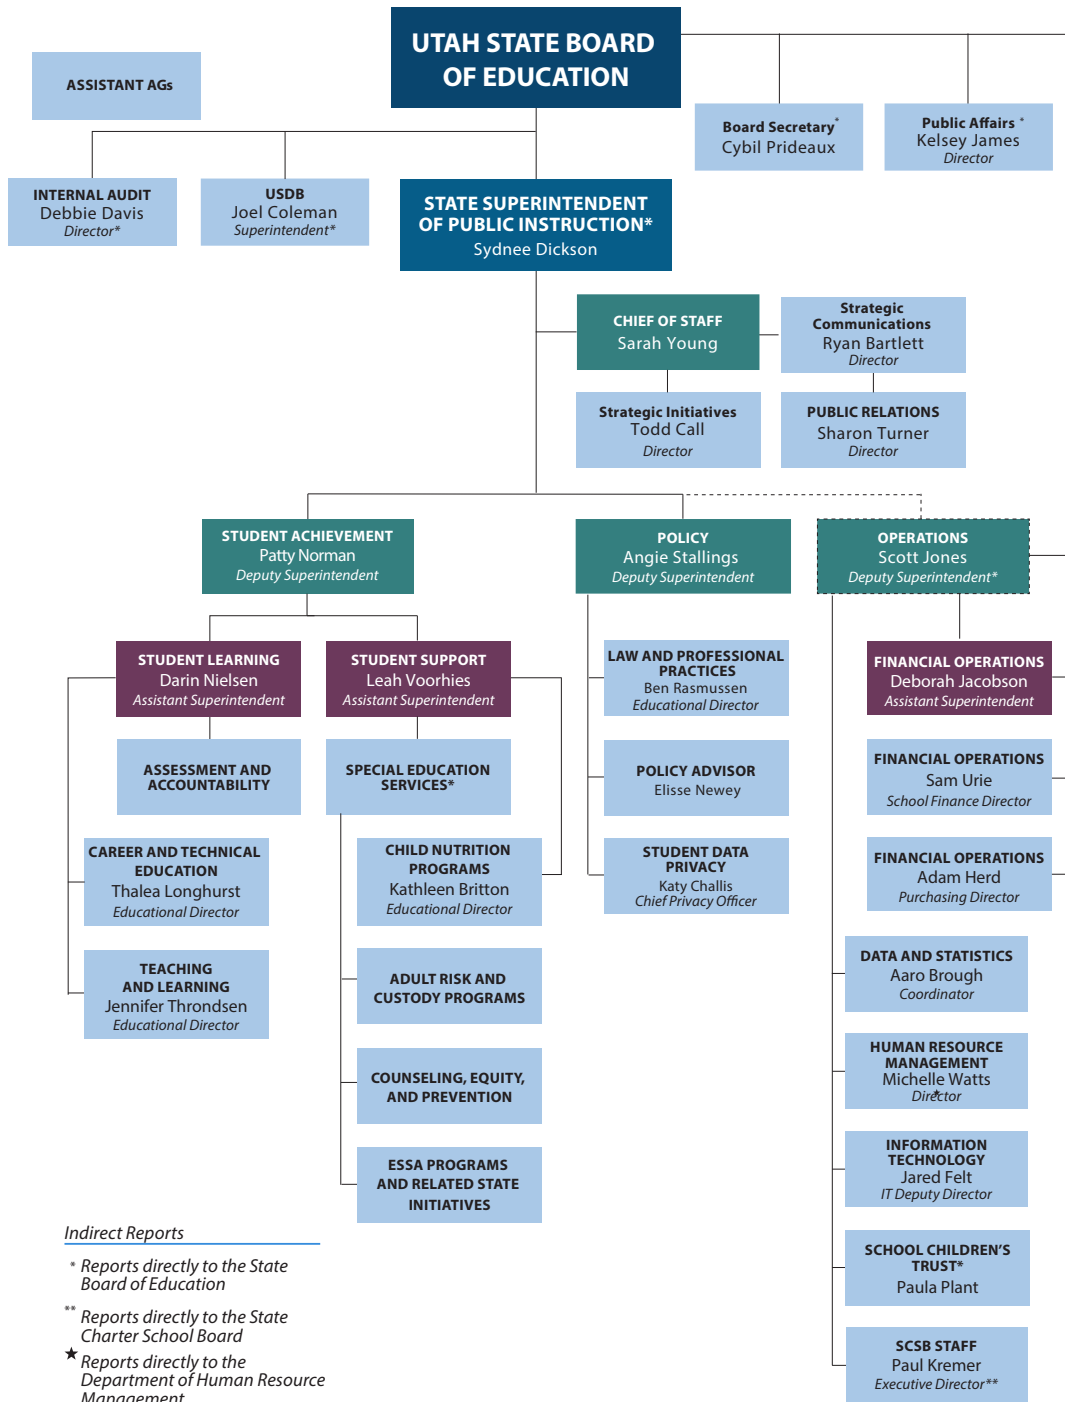 UTAH STATE BOARD
OF EDUCATION
ASSISTANT AGs
Board Secretary*
Cybil Prideaux
Public Affairs *
Kelsey James
Director
INTERNAL AUDIT
Debbie Davis
Director*
USDB
Joel Coleman
Superintendent*
STATE SUPERINTENDENT
OF PUBLIC INSTRUCTION*
Sydnee Dickson
CHIEF OF STAFF
Sarah Young
Strategic
Communications
Ryan Bartlett
Director
Strategic Initiatives
Todd Call
Director
PUBLIC RELATIONS
Sharon Turner
Director
STUDENT ACHIEVEMENT
Patty Norman
Deputy Superintendent
POLICY
Angie Stallings
Deputy Superintendent
OPERATIONS
Scott Jones
Deputy Superintendent*
STUDENT LEARNING
Darin Nielsen
Assistant Superintendent
STUDENT SUPPORT
Leah Voorhies
Assistant Superintendent
LAW AND PROFESSIONAL
PRACTICES
Ben Rasmussen
Educational Director
FINANCIAL OPERATIONS
Deborah Jacobson
Assistant Superintendent
ASSESSMENT AND
ACCOUNTABILITY
SPECIAL EDUCATION
SERVICES*
POLICY ADVISOR
Elisse Newey
FINANCIAL OPERATIONS
Sam Urie
School Finance Director
CAREER AND TECHNICAL
EDUCATION
Thalea Longhurst
Educational Director
CHILD NUTRITION
PROGRAMS
Kathleen Britton
Educational Director
STUDENT DATA
PRIVACY
Katy Challis
Chief Privacy Officer
FINANCIAL OPERATIONS
Adam Herd
Purchasing Director
TEACHING
AND LEARNING
Jennifer Throndsen
Educational Director
ADULT RISK AND
CUSTODY PROGRAMS
DATA AND STATISTICS
Aaro Brough
Coordinator
COUNSELING, EQUITY,
AND PREVENTION
HUMAN RESOURCE
MANAGEMENT
Michelle Watts
Director★
ESSA PROGRAMS
AND RELATED STATE
INITIATIVES
INFORMATION
TECHNOLOGY
Jared Felt
IT Deputy Director
SCHOOL CHILDREN'S
TRUST*
Paula Plant
SCSB STAFF
Paul Kremer
Executive Director**
Indirect Reports
* Reports directly to the State
Board of Education
** Reports directly to the State
Charter School Board
★ Reports directly to the
Department of Human Resource
Management